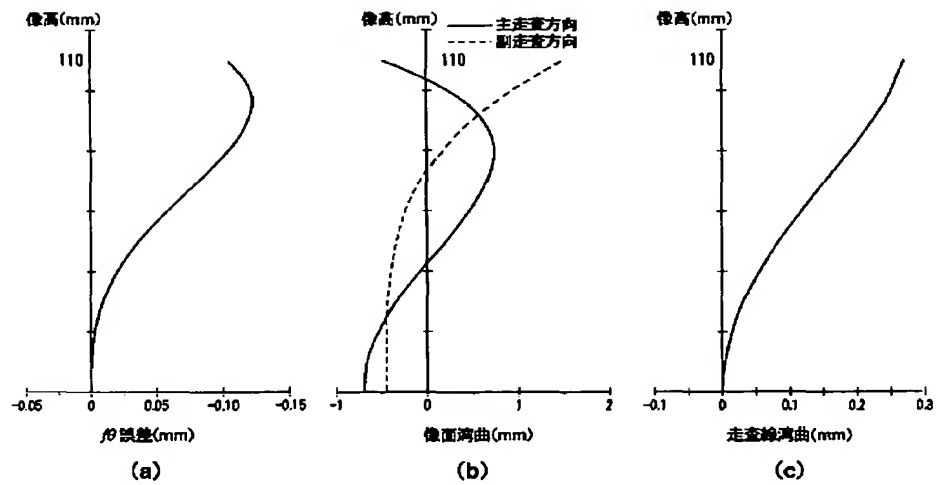 像高(mm)
110
-0.05
0
0.05
-0.10
-0.15
fθ誤差(mm)
(a)
像高(mm)
主走査方向
副走査方向
110
-1
0
1
2
像面湾曲(mm)
(b)
像高(mm)
110
-0.1
0
0.1
0.2
0.3
走査線湾曲(mm)
(c)